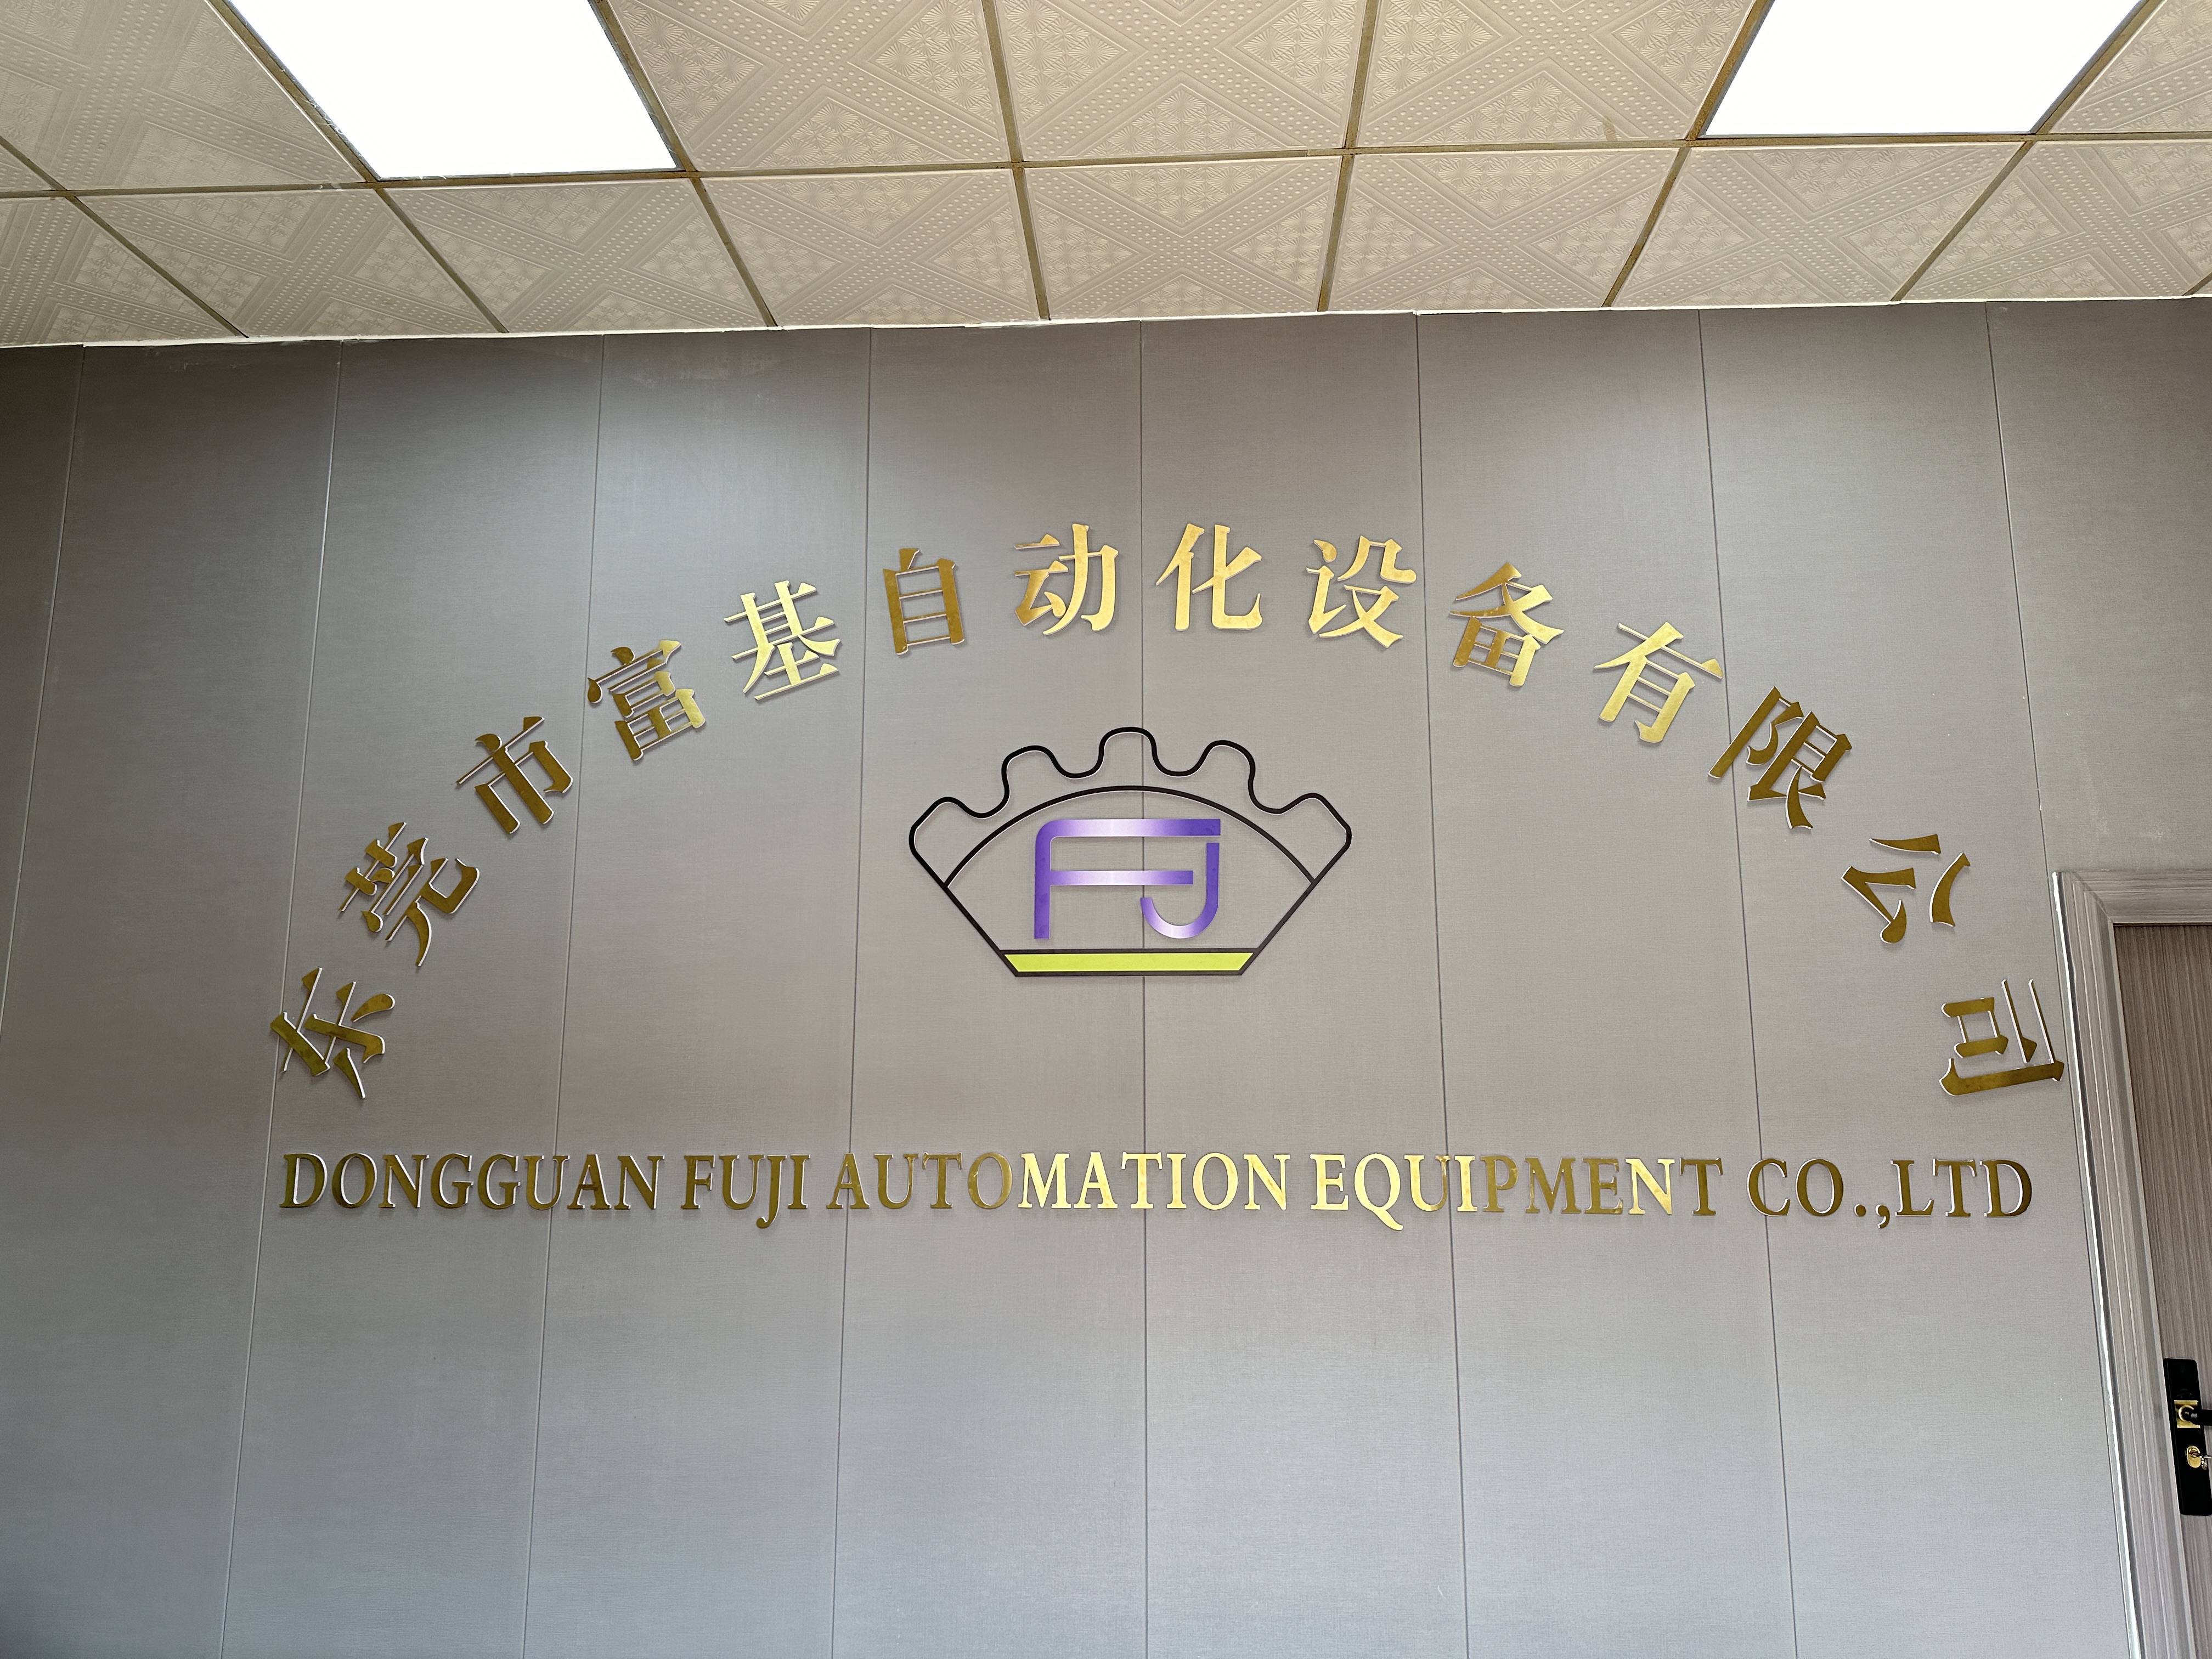 东莞市富基自动化设备有限公司
FJ
DONGGUAN FUJI AUTOMATION EQUIPMENT CO.,LTD